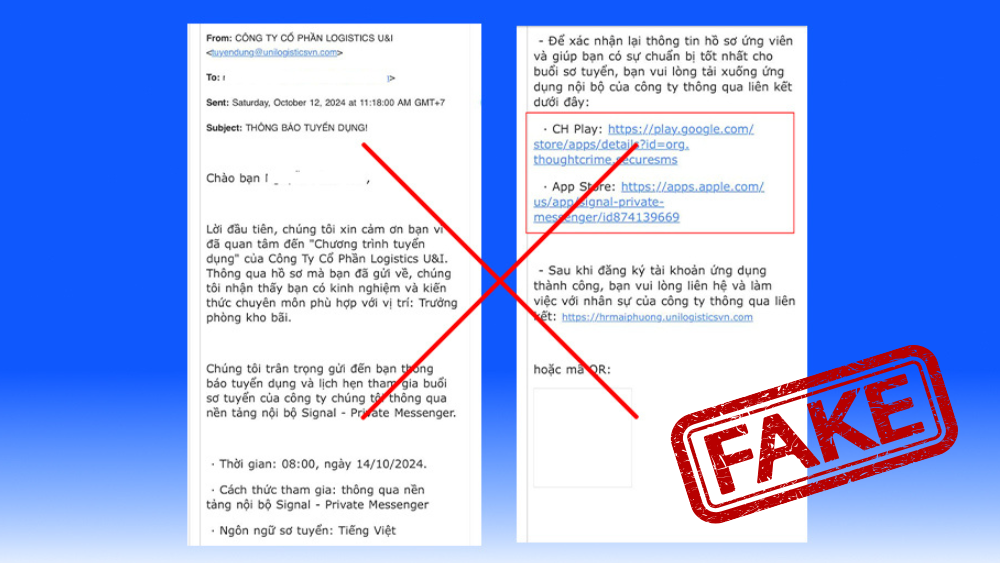 From: CÔNG TY CỔ PHẦN LOGISTICS U&I
<tuyendung@unilogisticsvn.com>
To:
Sent: Saturday, October 12, 2024 at 11:18:00 AM GMT+7
Subject: THÔNG BÁO TUYỂN DỤNG!
Chào bạn
Lời đầu tiên, chúng tôi xin cảm ơn bạn vì
đã quan tâm đến "Chương trình tuyển
dụng" của Công Ty Cổ Phần Logistics U&I.
Thông qua hồ sơ mà bạn đã gửi về, chúng
tôi nhận thấy bạn có kinh nghiệm và kiến
thức chuyên môn phù hợp với vị trí: Trưởng
phòng kho bãi.
Chúng tôi trân trọng gửi đến bạn thông
báo tuyển dụng và lịch hẹn tham gia buổi
sơ tuyển của công ty chúng tôi thông qua
nền tảng nội bộ Signal - Private Messenger.
· Thời gian: 08:00, ngày 14/10/2024.
· Cách thức tham gia: thông qua nền
tảng nội bộ Signal - Private Messenger
· Ngôn ngữ sơ tuyển: Tiếng Việt
- Để xác nhận lại thông tin hồ sơ ứng viên
và giúp bạn có sự chuẩn bị tốt nhất cho
buổi sơ tuyển, bạn vui lòng tải xuống ứng
dụng nội bộ của công ty thông qua liên kết
dưới đây:
· CH Play: https://play.google.com/
store/apps/details?id=org.
thoughtcrime.securesms
· App Store: https://apps.apple.com/
us/app/signal-private-
messenger/id874139669
- Sau khi đăng ký tài khoản ứng dụng
thành công, bạn vui lòng liên hệ và làm
việc với nhân sự của công ty thông qua liên
kết: https://hrmaiphuong.unilogisticsvn.com
hoặc mã QR:
FAKE